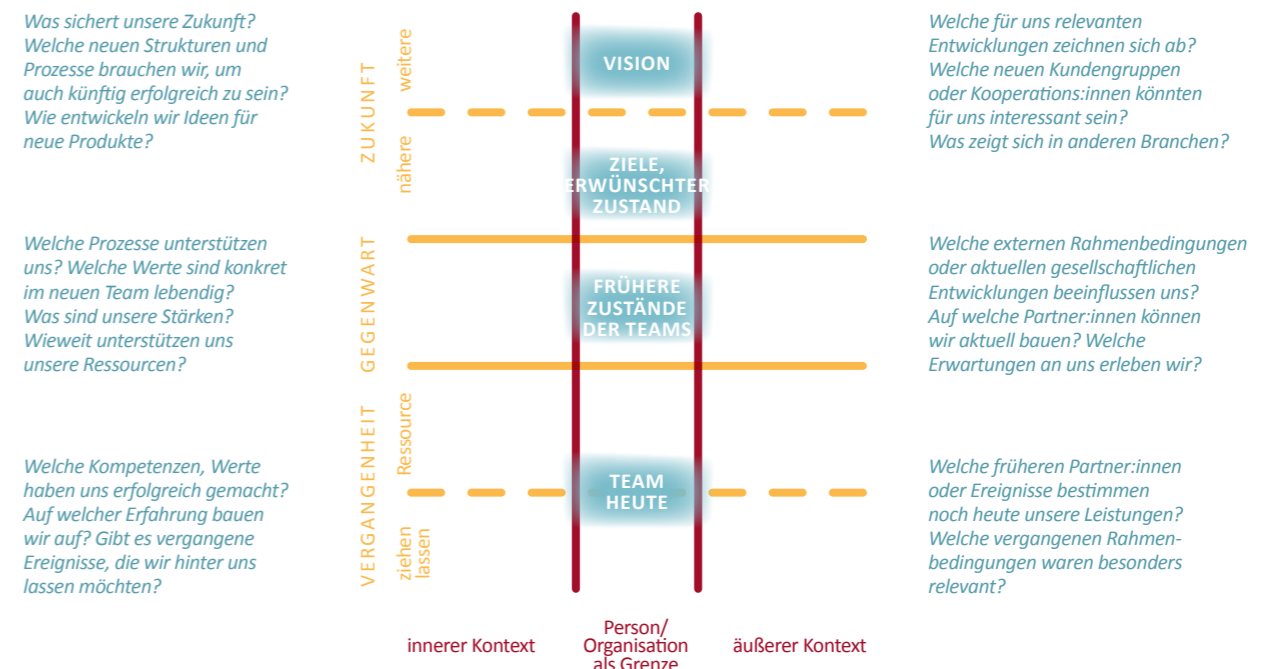 Was sichert unsere Zukunft?
Welche neuen Strukturen und
Prozesse brauchen wir, um
auch künftig erfolgreich zu sein?
Wie entwickeln wir Ideen für
neue Produkte?
Welche Prozesse unterstützen
uns? Welche Werte sind konkret
im neuen Team lebendig?
Was sind unsere Stärken?
Wieweit unterstützen uns
unsere Ressourcen?
Welche Kompetenzen, Werte
haben uns erfolgreich gemacht?
Auf welcher Erfahrung bauen
wir auf? Gibt es vergangene
Ereignisse, die wir hinter uns
lassen möchten?
ZUKUNFT
weitere
nähere
GEGENWART
VERGANGENHEIT
Ressource
ziehen
lassen
VISION
ZIELE,
ERWÜNSCHTER
ZUSTAND
FRÜHERE
ZUSTÄNDE
DER TEAMS
TEAM
HEUTE
innerer Kontext
Person/
Organisation
als Grenze
äußerer Kontext
Welche für uns relevanten
Entwicklungen zeichnen sich ab?
Welche neuen Kundengruppen
oder Kooperations:innen könnten
für uns interessant sein?
Was zeigt sich in anderen Branchen?
Welche externen Rahmenbedingungen
oder aktuellen gesellschaftlichen
Entwicklungen beeinflussen uns?
Auf welche Partner:innen können
wir aktuell bauen? Welche
Erwartungen an uns erleben wir?
Welche früheren Partner:innen
oder Ereignisse bestimmen
noch heute unsere Leistungen?
Welche vergangenen Rahmen-
bedingungen waren besonders
relevant?